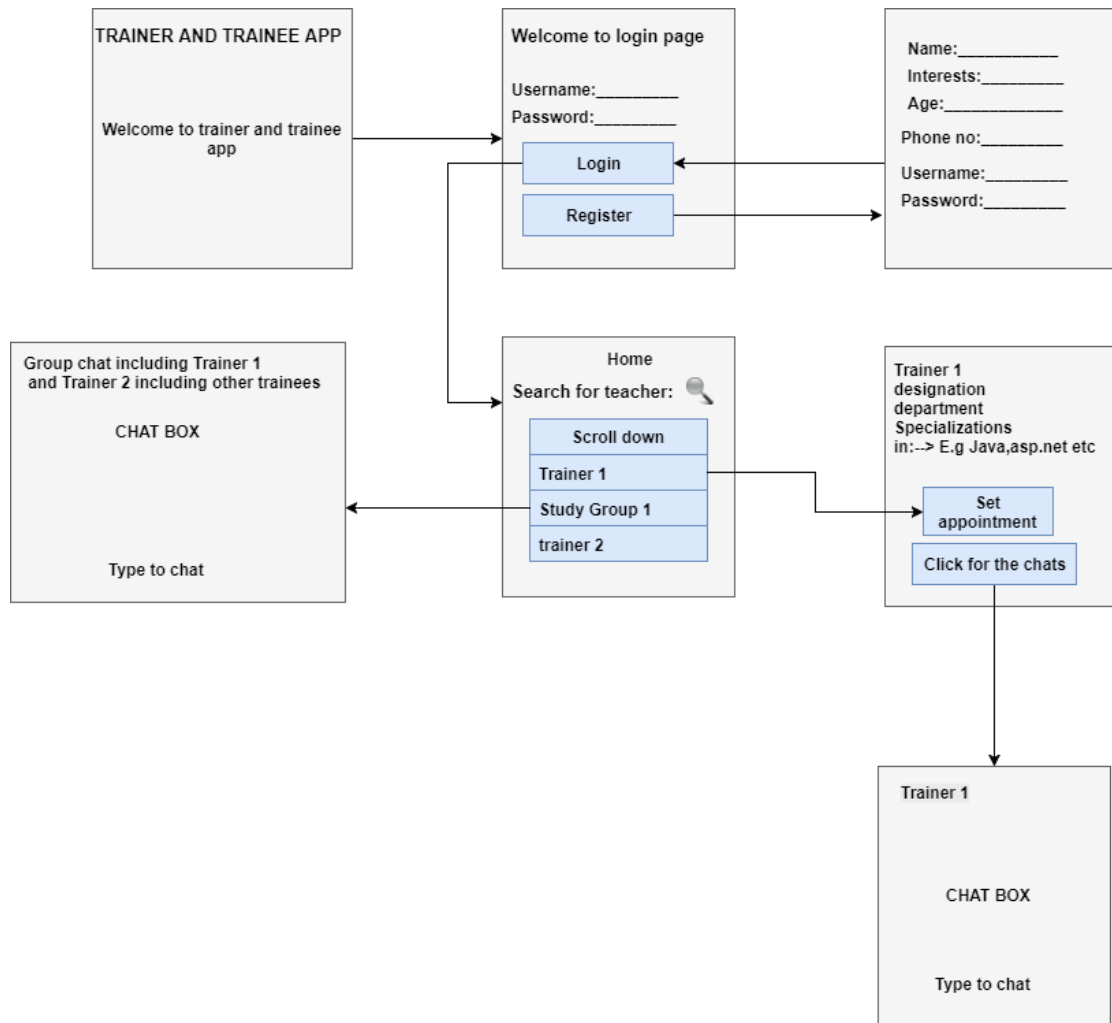 TRAINER AND TRAINEE APP
Welcome to trainer and trainee
app
Welcome to login page
Username:_________
Password:_________
Login
Register
Name:___________
Interests:_________
Age:_____________
Phone no:_________
Username:_________
Password:_________
Group chat including Trainer 1
and Trainer 2 including other trainees
CHAT BOX
Type to chat
Home
Search for teacher:
Scroll down
Trainer 1
Study Group 1
trainer 2
Trainer 1
designation
department
Specializations
in:--> E.g Java,asp.net etc
Set
appointment
Click for the chats
Trainer 1
CHAT BOX
Type to chat